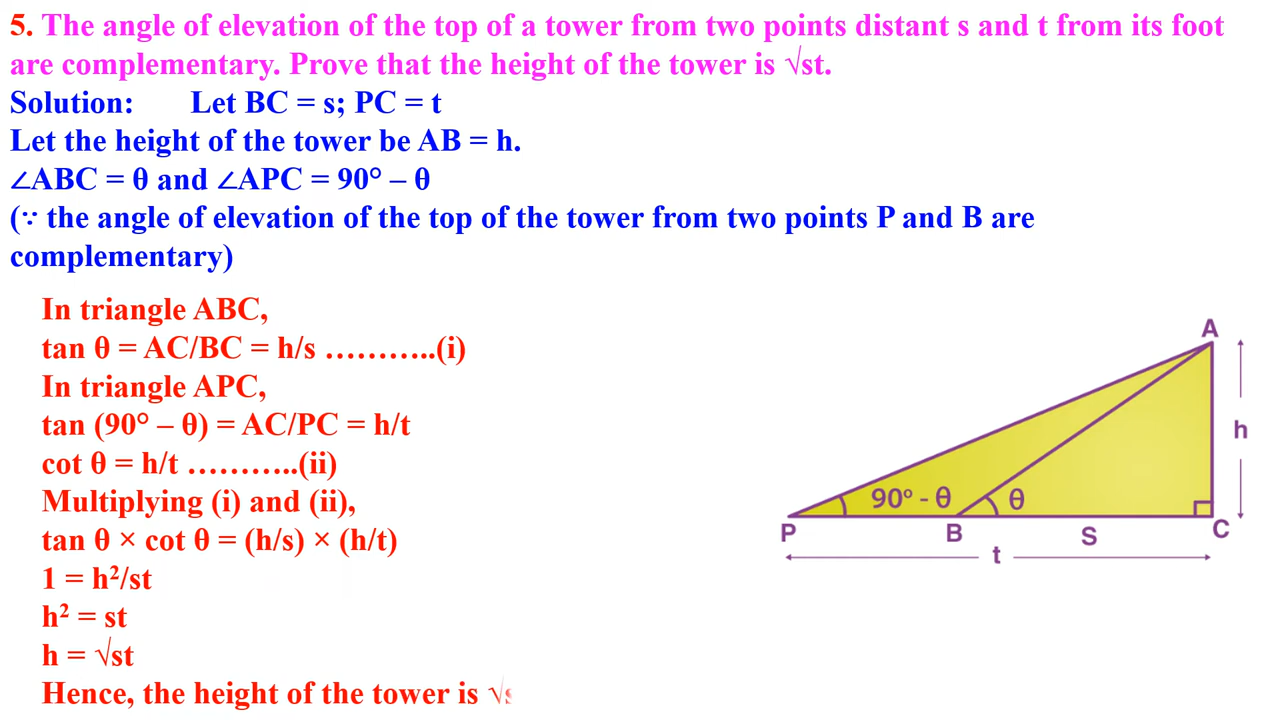 5. The angle of elevation of the top of a tower from two points distant s and t from its foot
are complementary. Prove that the height of the tower is √st.
Solution: Let BC = s; PC = t
Let the height of the tower be AB = h.
∠ABC = θ and ∠APC = 90° – θ
(∵ the angle of elevation of the top of the tower from two points P and B are
complementary)
In triangle ABC,
tan θ = AC/BC = h/s ………..(i)
In triangle APC,
tan (90° – θ) = AC/PC = h/t
cot θ = h/t ………..(ii)
Multiplying (i) and (ii),
tan θ × cot θ = (h/s) × (h/t)
1 = h²/st
h² = st
h = √st
Hence, the height of the tower is √
A
h
90º - θ
θ
P
B
S
C
t